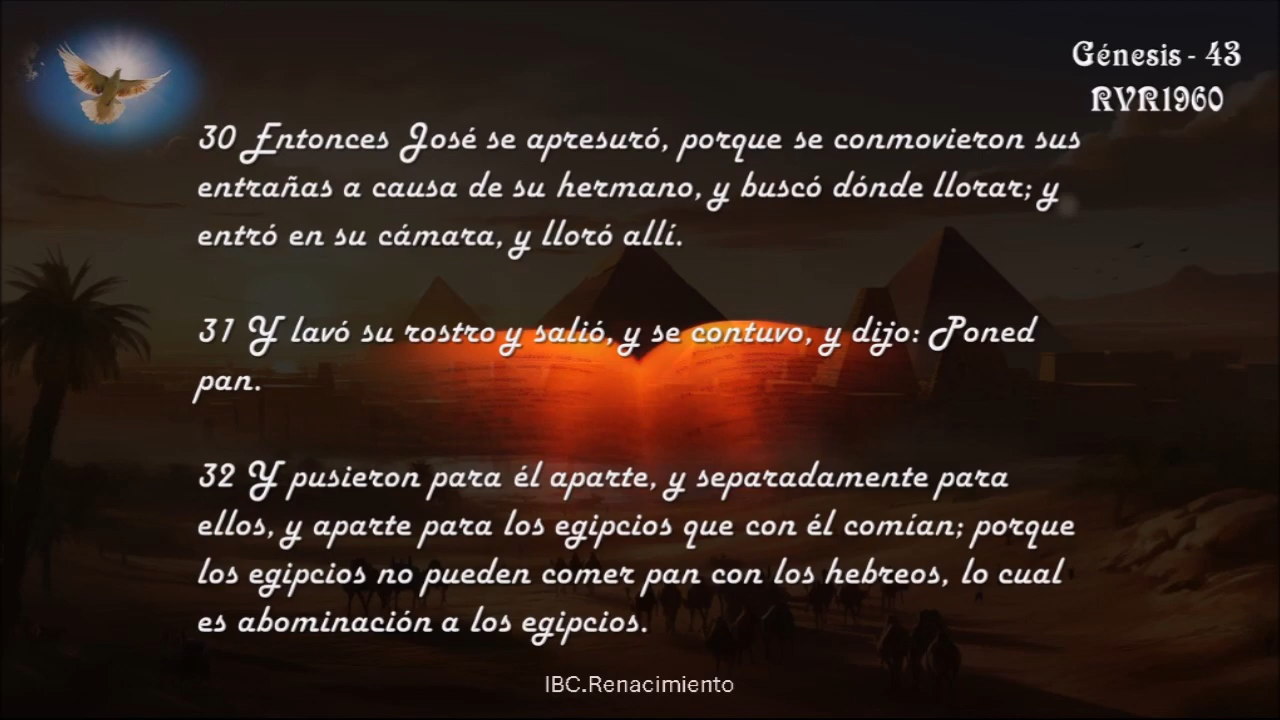 Génesis - 43
RVR1960
30 Entonces José se apresuró, porque se conmovieron sus
entrañas a causa de su hermano, y buscó dónde llorar; y
entró en su cámara, y lloró allí.
31 Y lavó su rostro y salió, y se contuvo, y dijo: Poned
pan.
32 Y pusieron para él aparte, y separadamente para
ellos, y aparte para los egipcios que con él comían; porque
los egipcios no pueden comer pan con los hebreos, lo cual
es abominación a los egipcios.
IBC.Renacimiento